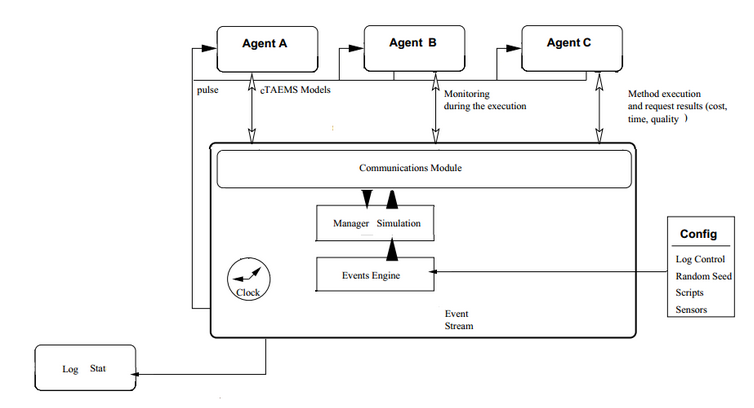 Agent A
Agent B
Agent C
pulse
cTAEMS Models
Monitoring
during the execution
Method execution
and request results (cost,
time, quality )
Communications Module
Manager Simulation
Events Engine
Clock
Config
Log Control
Random Seed
Scripts
Sensors
Event
Stream
Log Stat